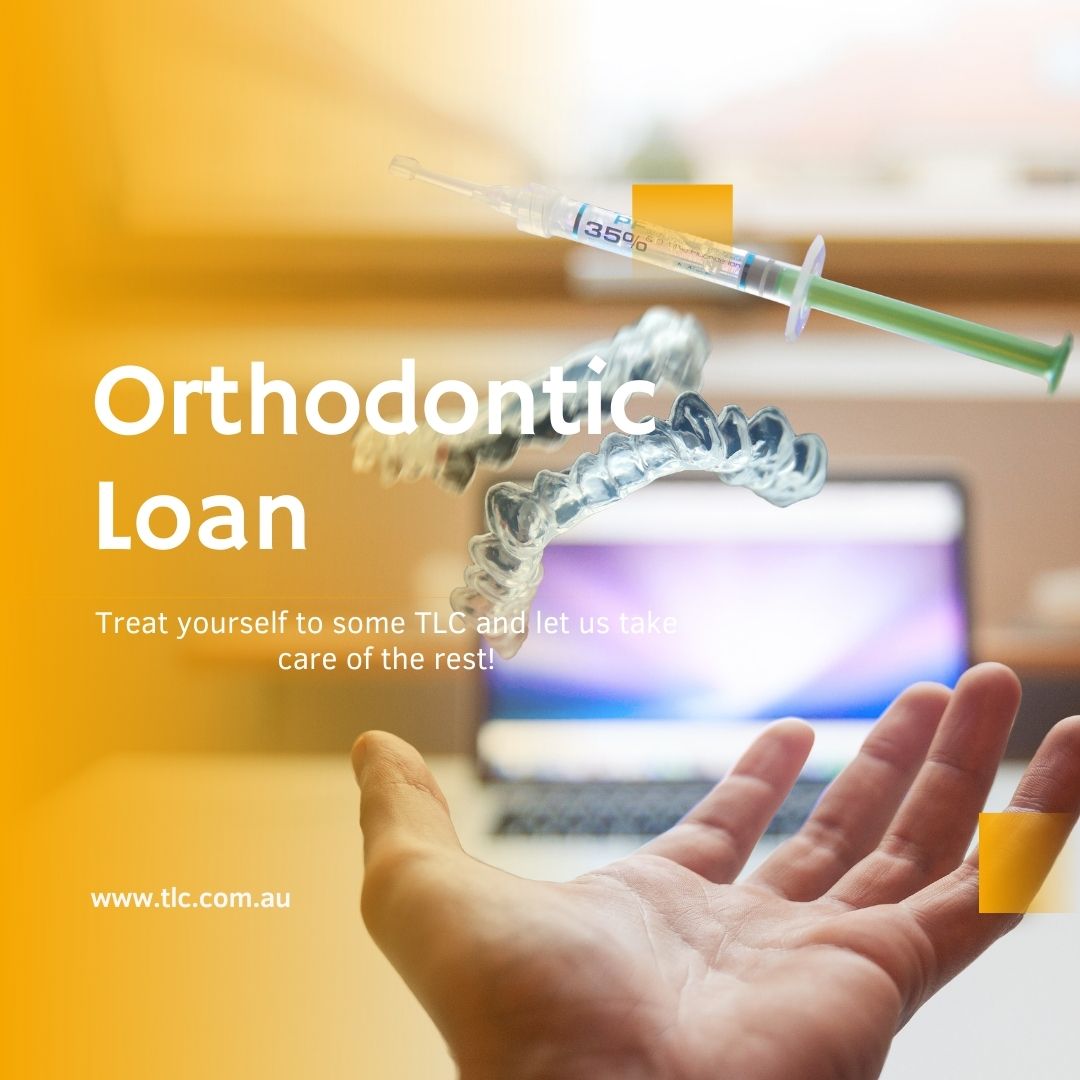 PF
35%
Orthodontic
Loan
Treat yourself to some TLC and let us take
care of the rest!
www.tlc.com.au